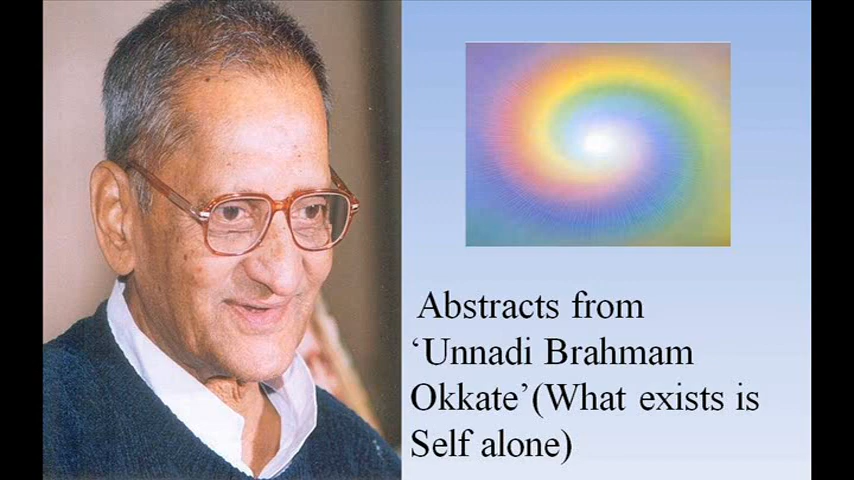 Abstracts from
‘Unnadi Brahmam
Okkate’(What exists is
Self alone)